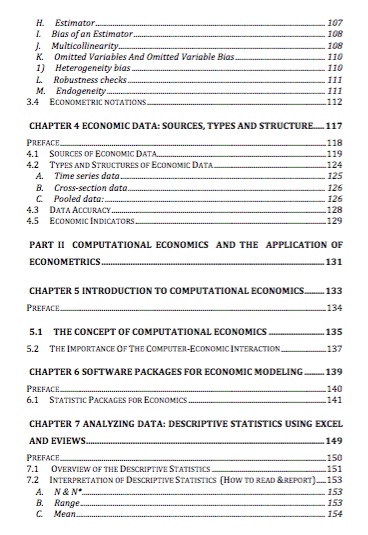 H. Estimator 107
I. Bias of an Estimator 108
J. Multicollinearity 108
K. Omitted Variables And Omitted Variable Bias 110
1) Heterogeneity bias 110
L. Robustness checks 111
M. Endogeneity 111
3.4 Econometric notations 112
CHAPTER 4 ECONOMIC DATA: SOURCES, TYPES AND STRUCTURE 117
Preface 118
4.1 Sources of Economic Data 119
4.2 Types and Structures of Economic Data 124
A. Time series data 125
B. Cross-section data 126
C. Pooled data: 126
4.3 Data Accuracy 128
4.5 Economic Indicators 129
PART II COMPUTATIONAL ECONOMICS AND THE APPLICATION OF
ECONOMETRICS 131
CHAPTER 5 INTRODUCTION TO COMPUTATIONAL ECONOMICS 133
Preface 134
5.1 THE CONCEPT OF COMPUTATIONAL ECONOMICS 135
5.2 The Importance Of The Computer-Economic Interaction 137
CHAPTER 6 SOFTWARE PACKAGES FOR ECONOMIC MODELING 139
Preface 140
6.1 Statistic Packages for Economics 141
CHAPTER 7 ANALYZING DATA: DESCRIPTIVE STATISTICS USING EXCEL
AND EVIEWS 149
Preface 150
7.1 Overview of the Descriptive Statistics 151
7.2 Interpretation of Descriptive Statistics (How to read &report) 153
A. N & N* 153
B. Range 153
C. Mean 154